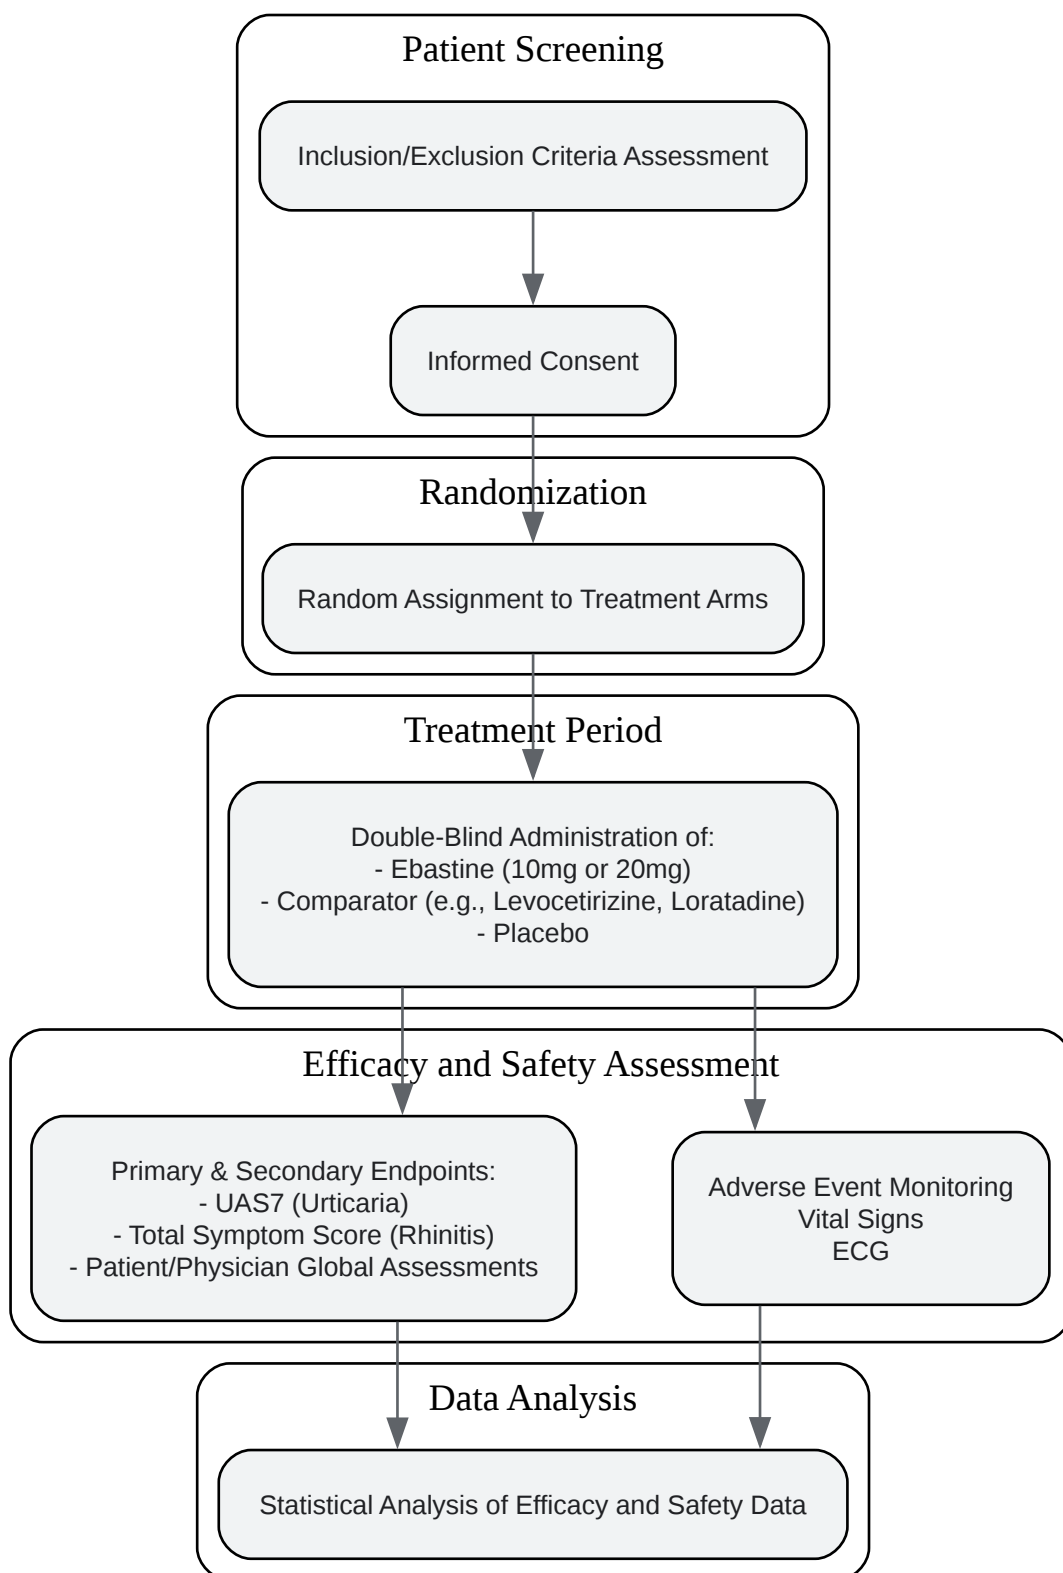 Patient Screening
Inclusion/Exclusion Criteria Assessment
Informed Consent
Randomization
Random Assignment to Treatment Arms
Treatment Period
Double-Blind Administration of:
- Ebastine (10mg or 20mg)
- Comparator (e.g., Levocetirizine, Loratadine)
- Placebo
Efficacy and Safety Assessment
Primary & Secondary Endpoints:
- UAS7 (Urticaria)
- Total Symptom Score (Rhinitis)
- Patient/Physician Global Assessments
Adverse Event Monitoring
Vital Signs
ECG
Data Analysis
Statistical Analysis of Efficacy and Safety Data